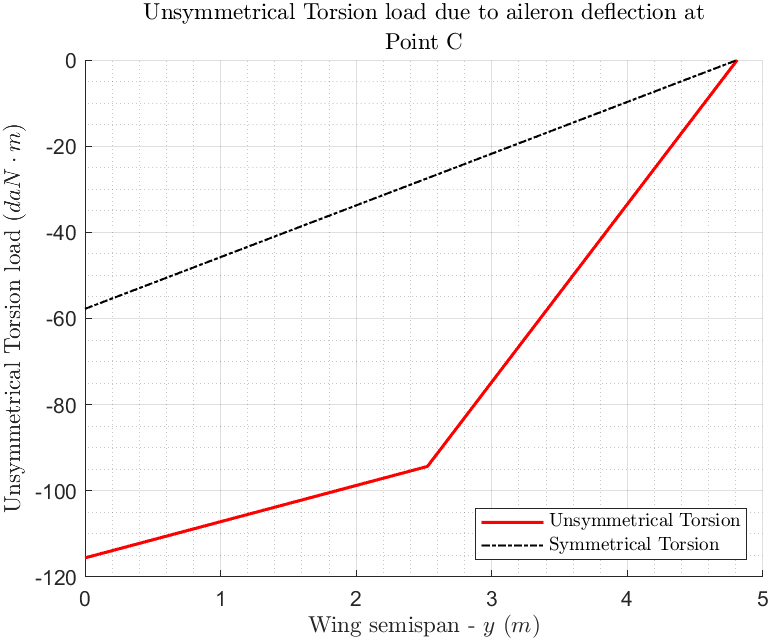 Unsymmetrical Torsion load due to aileron deflection at
Point C
Unsymmetrical Torsion load (daN · m)
0
-20
-40
-60
-80
-100
-120
0 1 2 3 4 5
Wing semispan - y (m)
Unsymmetrical Torsion
Symmetrical Torsion